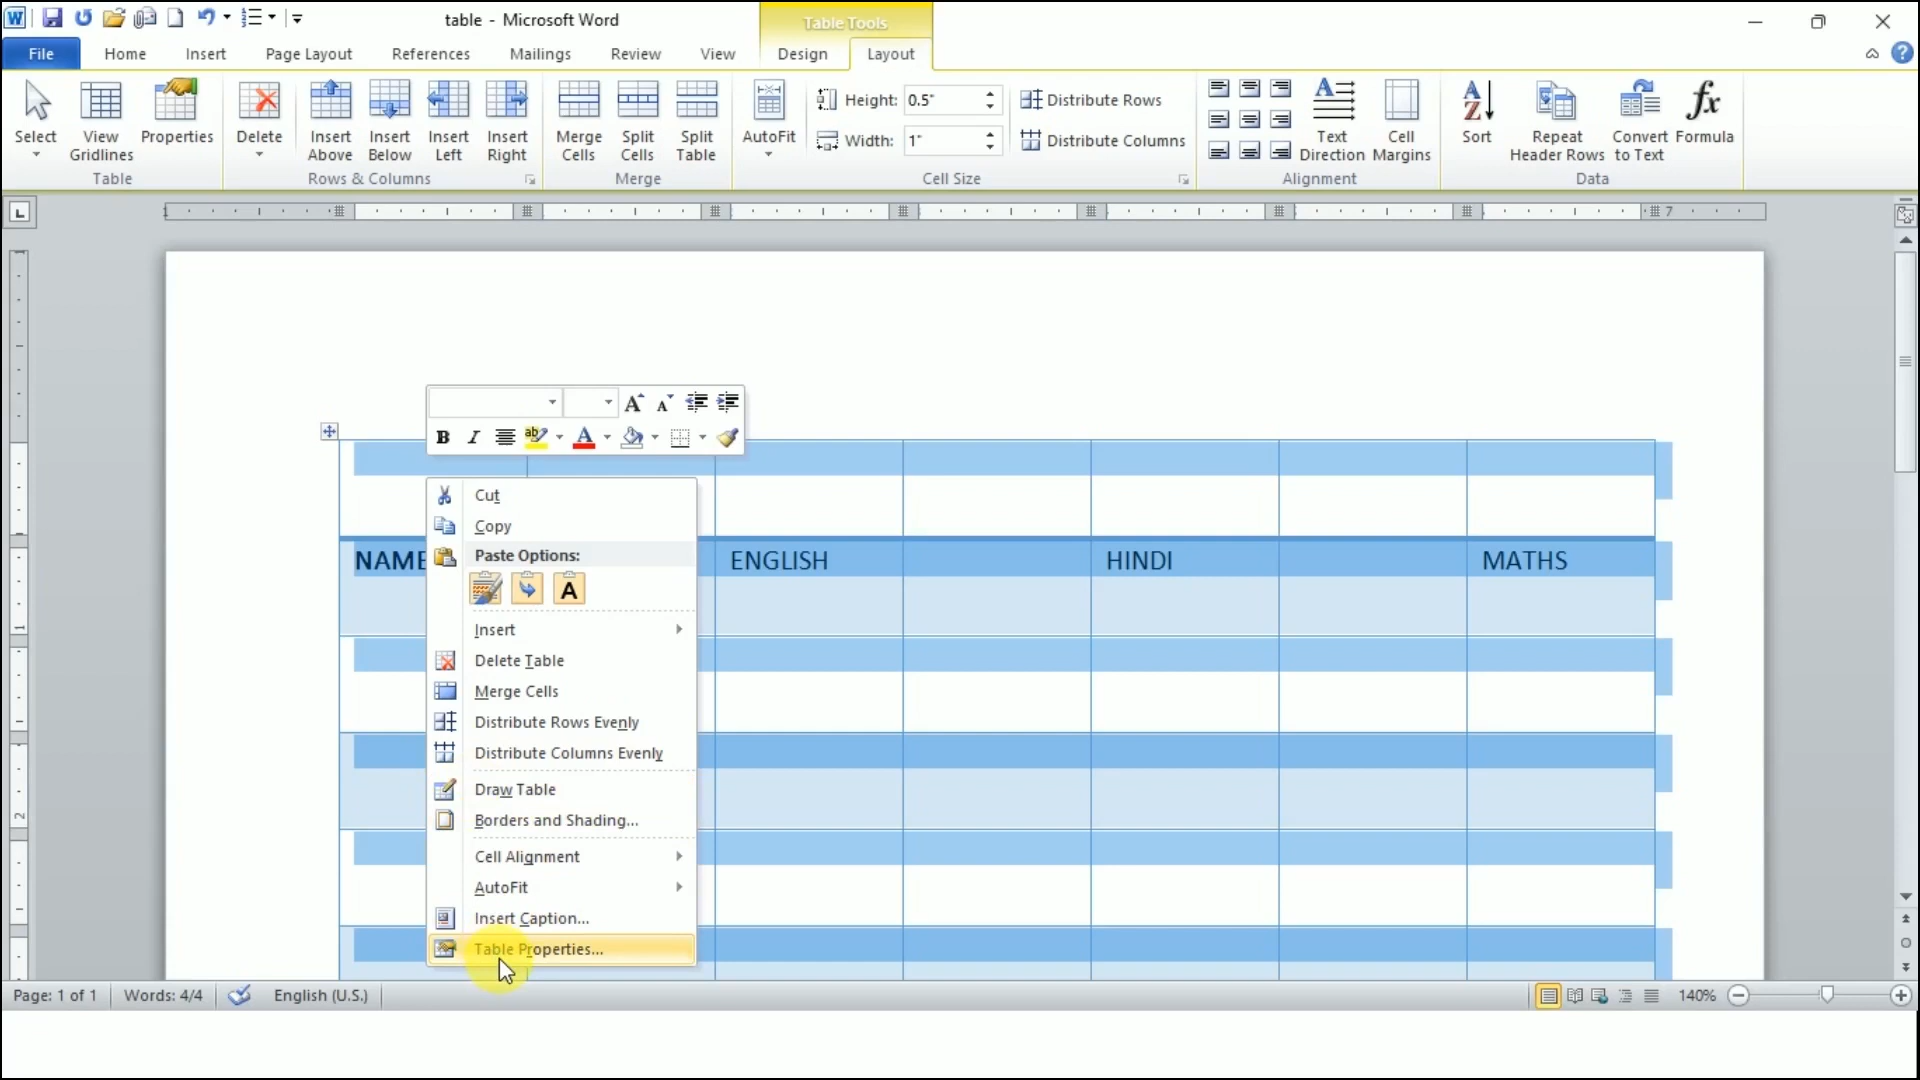 table - Microsoft Word
Table Tools
File Home Insert Page Layout References Mailings Review View Design Layout
Select
View Gridlines
Properties
Table
Delete
Insert Above
Insert Below
Insert Left
Insert Right
Rows & Columns
Merge Cells
Split Cells
Split Table
Merge
AutoFit
Height: 0.5"
Width: 1"
Distribute Rows
Distribute Columns
Cell Size
Text Direction
Cell Margins
Alignment
Sort
Repeat Header Rows
Convert to Text
Formula
Data
NAME ENGLISH HINDI MATHS
Cut
Copy
Paste Options:
Insert
Delete Table
Merge Cells
Distribute Rows Evenly
Distribute Columns Evenly
Draw Table
Borders and Shading...
Cell Alignment
AutoFit
Insert Caption...
Table Properties...
Page: 1 of 1 Words: 4/4 English (U.S.) 140%